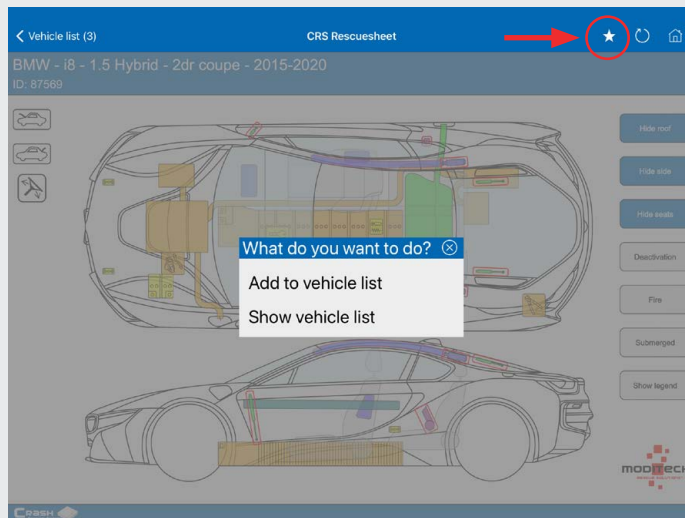 Vehicle list (3)
CRS Rescuesheet
BMW - i8 - 1.5 Hybrid - 2dr coupe - 2015-2020
ID: 87569
Hide roof
Hide side
Hide seats
Deactivation
Fire
Submerged
Show legend
What do you want to do?
Add to vehicle list
Show vehicle list
MODITECH
CRASH